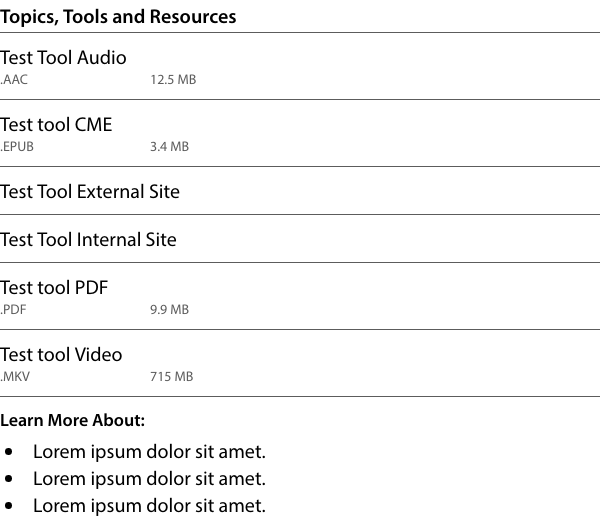 Topics, Tools and Resources
Test Tool Audio
.AAC 12.5 MB
Test tool CME
.EPUB 3.4 MB
Test Tool External Site
Test Tool Internal Site
Test tool PDF
.PDF 9.9 MB
Test tool Video
.MKV 715 MB
Learn More About:
• Lorem ipsum dolor sit amet.
• Lorem ipsum dolor sit amet.
• Lorem ipsum dolor sit amet.